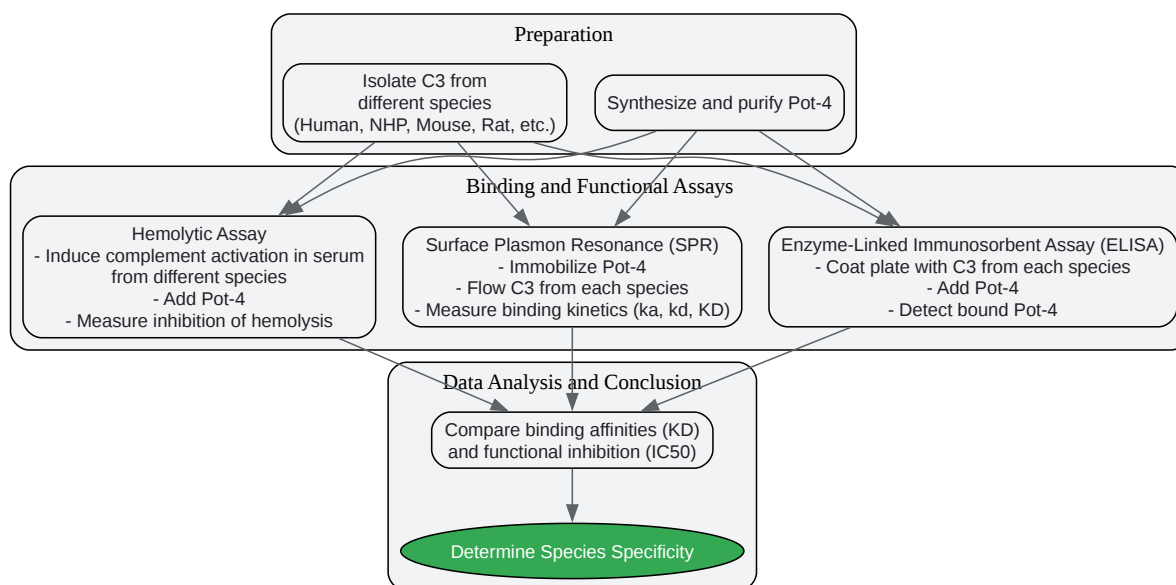 Preparation
Isolate C3 from
different species
(Human, NHP, Mouse, Rat, etc.)
Synthesize and purify Pot-4
Binding and Functional Assays
Hemolytic Assay
- Induce complement activation in serum
from different species
- Add Pot-4
- Measure inhibition of hemolysis
Surface Plasmon Resonance (SPR)
- Immobilize Pot-4
- Flow C3 from each species
- Measure binding kinetics (ka, kd, KD)
Enzyme-Linked Immunosorbent Assay (ELISA)
- Coat plate with C3 from each species
- Add Pot-4
- Detect bound Pot-4
Data Analysis and Conclusion
Compare binding affinities (KD)
and functional inhibition (IC50)
Determine Species Specificity